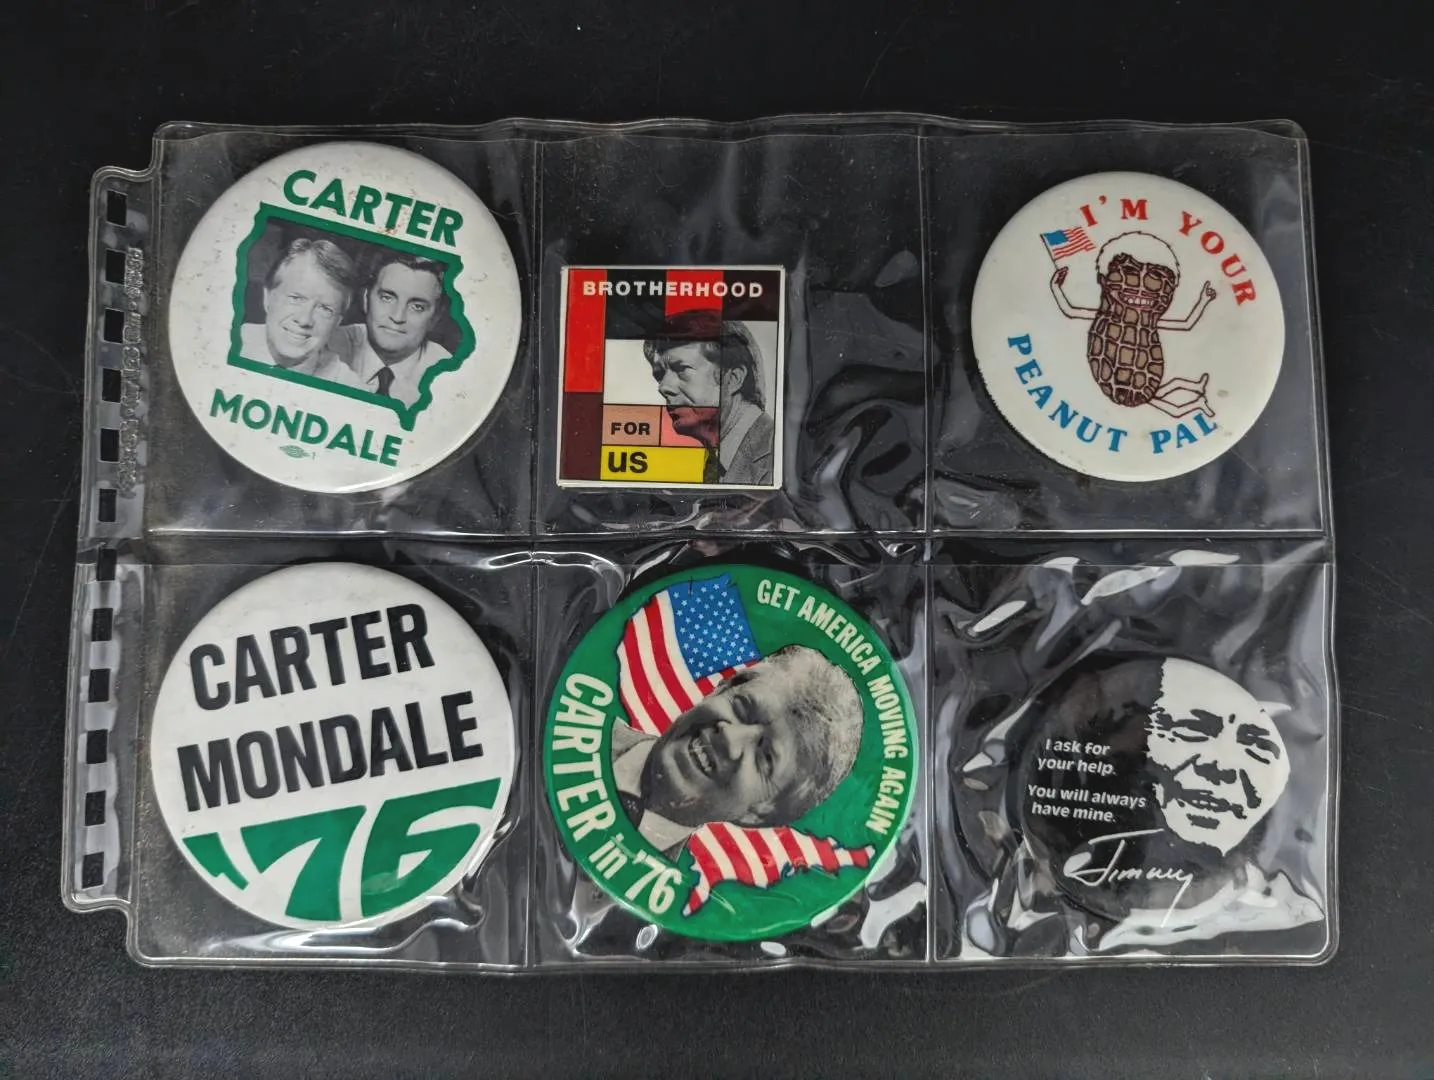 CARTER
MONDALE
BROTHERHOOD
FOR
us
I'M YOUR
PEANUT PAL
CARTER
MONDALE
'76
GET AMERICA MOVING AGAIN
CARTER in '76
I ask for
your help.
You will always
have mine.
Jimmy